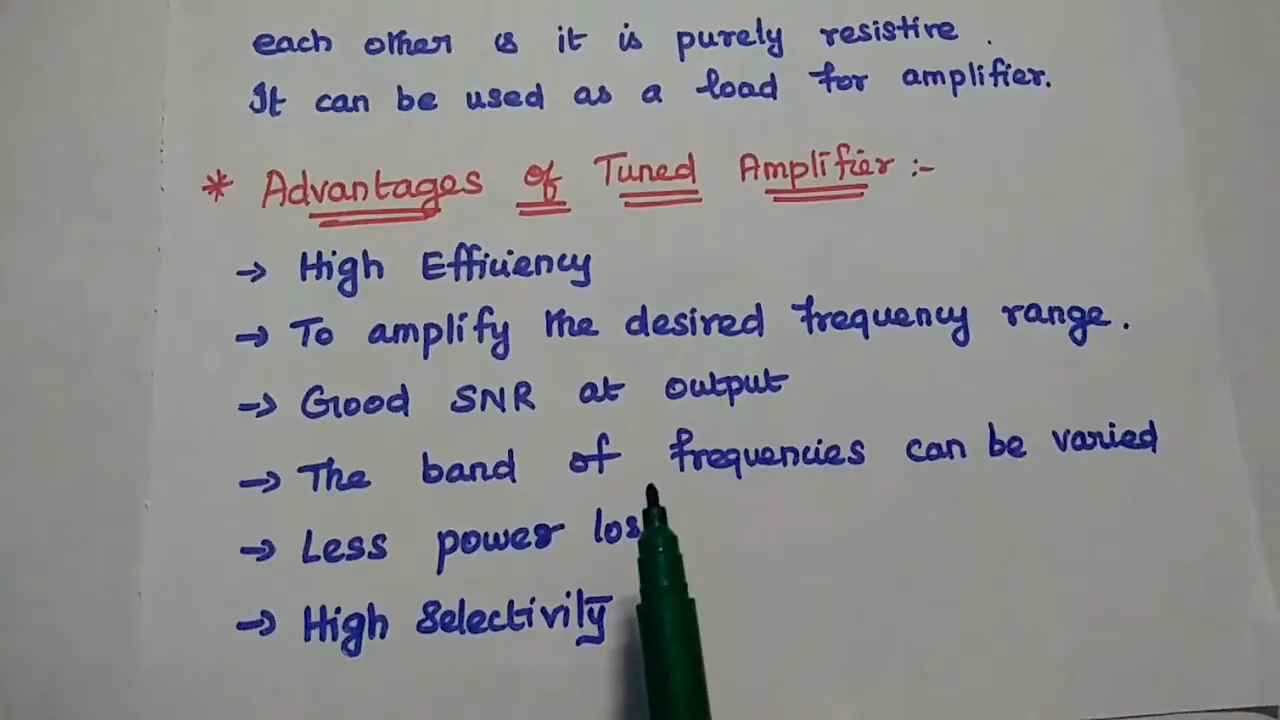 each other is it is purely resistive.
It can be used as a load for amplifier.
* Advantages of Tuned Amplifier :-
→ High Efficiency
→ To amplify the desired frequency range.
→ Good SNR at output
→ The band of frequencies can be varied
→ Less power los
→ High Selectivity